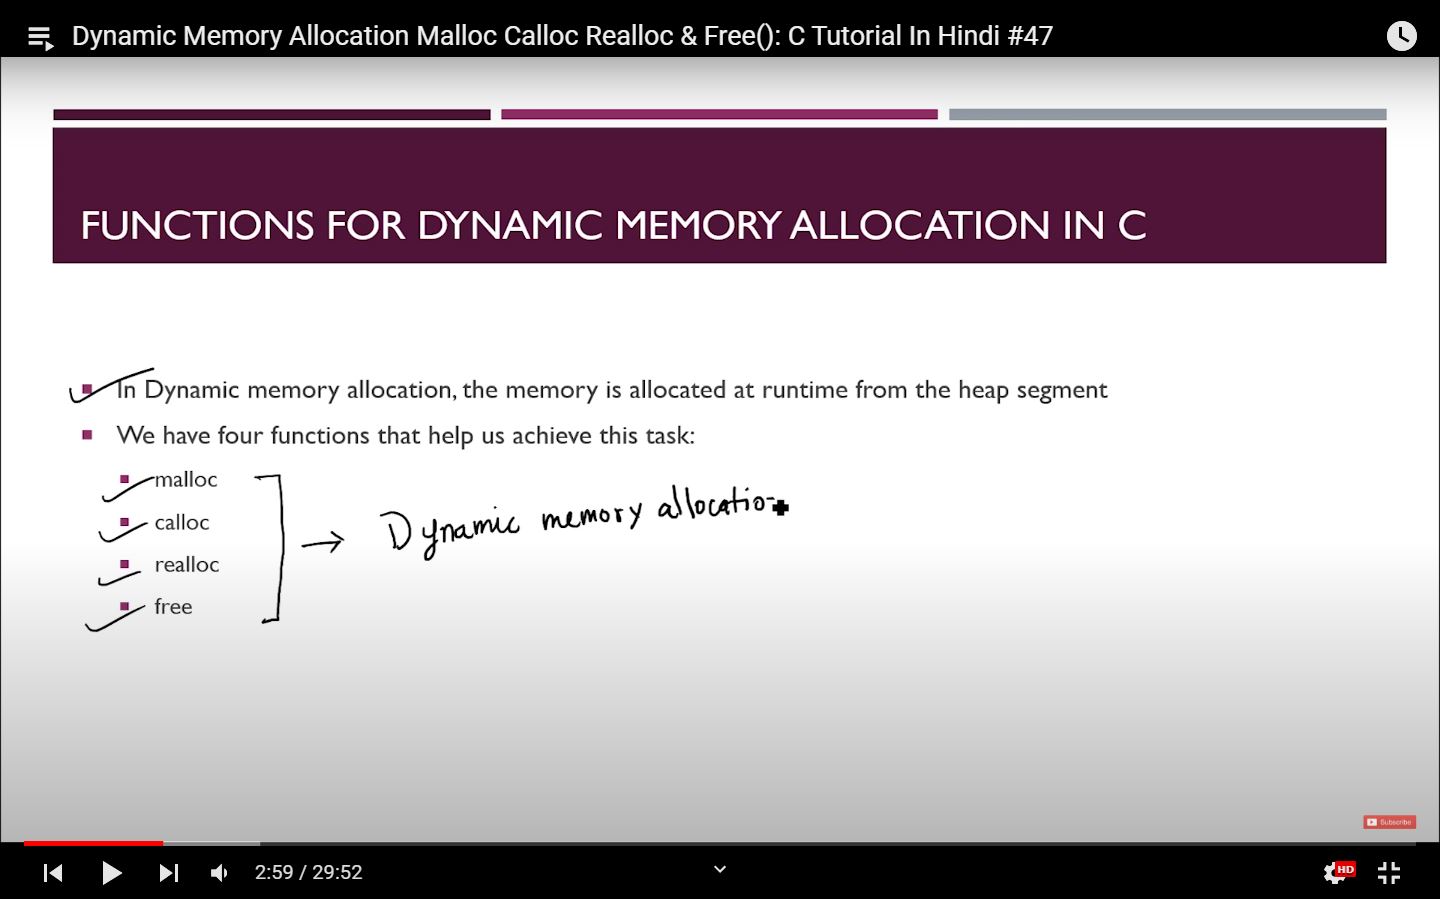 Dynamic Memory Allocation Malloc Calloc Realloc & Free(): C Tutorial In Hindi #47
FUNCTIONS FOR DYNAMIC MEMORY ALLOCATION IN C
In Dynamic memory allocation, the memory is allocated at runtime from the heap segment
We have four functions that help us achieve this task:
malloc
calloc
realloc
free
Dynamic memory allocatio
Subscribe
2:59 / 29:52
HD